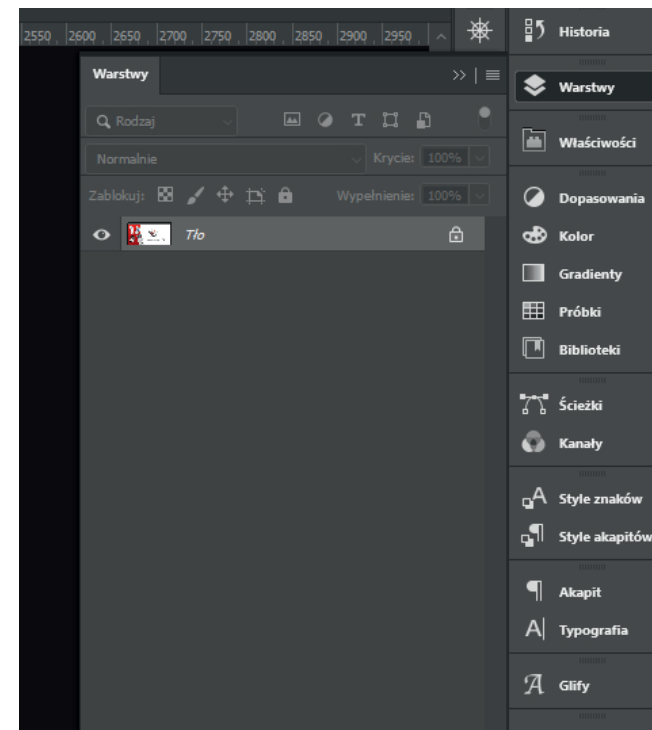 2550 2600 2650 2700 2750 2800 2850 2900 2950
Warstwy
Rodzaj
Normalnie Krycie: 100%
Zablokuj: Wypełnienie: 100%
Tło
Historia
Warstwy
Właściwości
Dopasowania
Kolor
Gradienty
Próbki
Biblioteki
Ścieżki
Kanały
Style znaków
Style akapitów
Akapit
Typografia
Glify